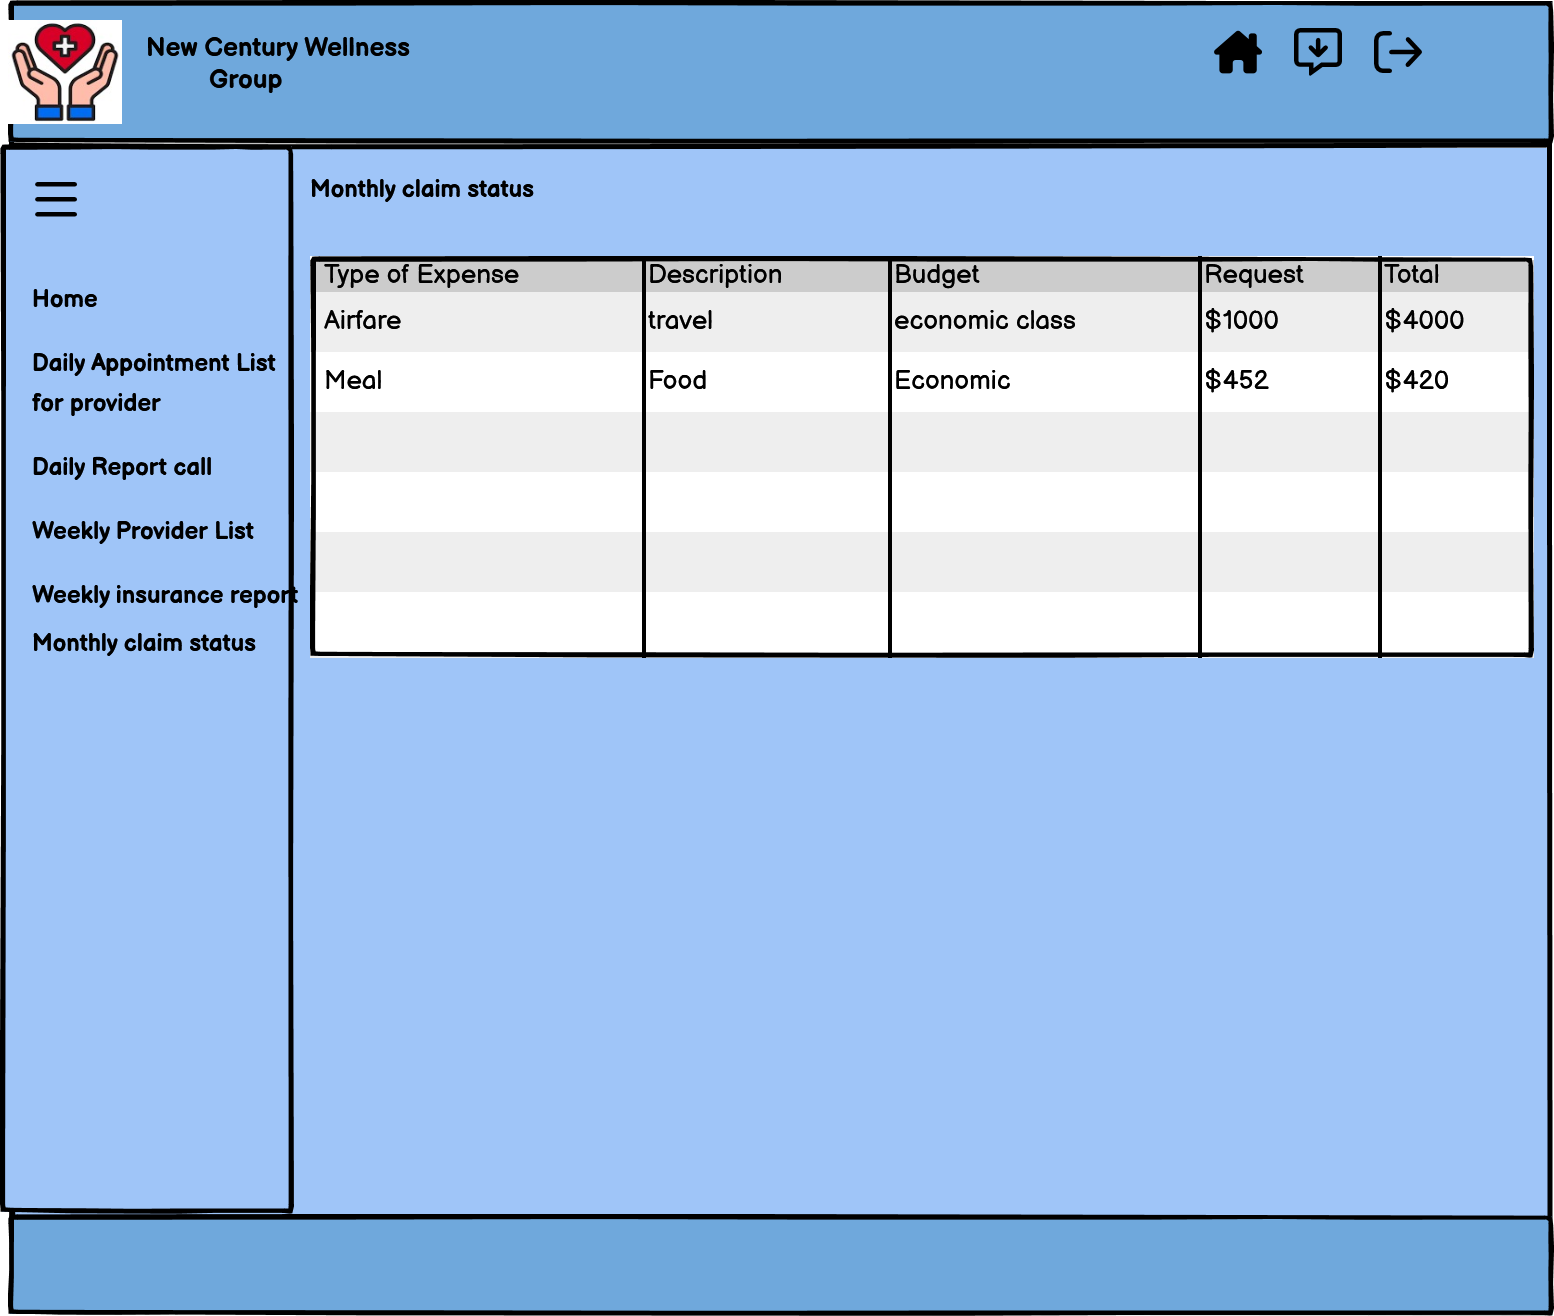 New Century Wellness
Group
Monthly claim status
Home
Daily Appointment List
for provider
Daily Report call
Weekly Provider List
Weekly insurance report
Monthly claim status
Type of Expense Description Budget Request Total
Airfare travel economic class $1000 $4000
Meal Food Economic $452 $420